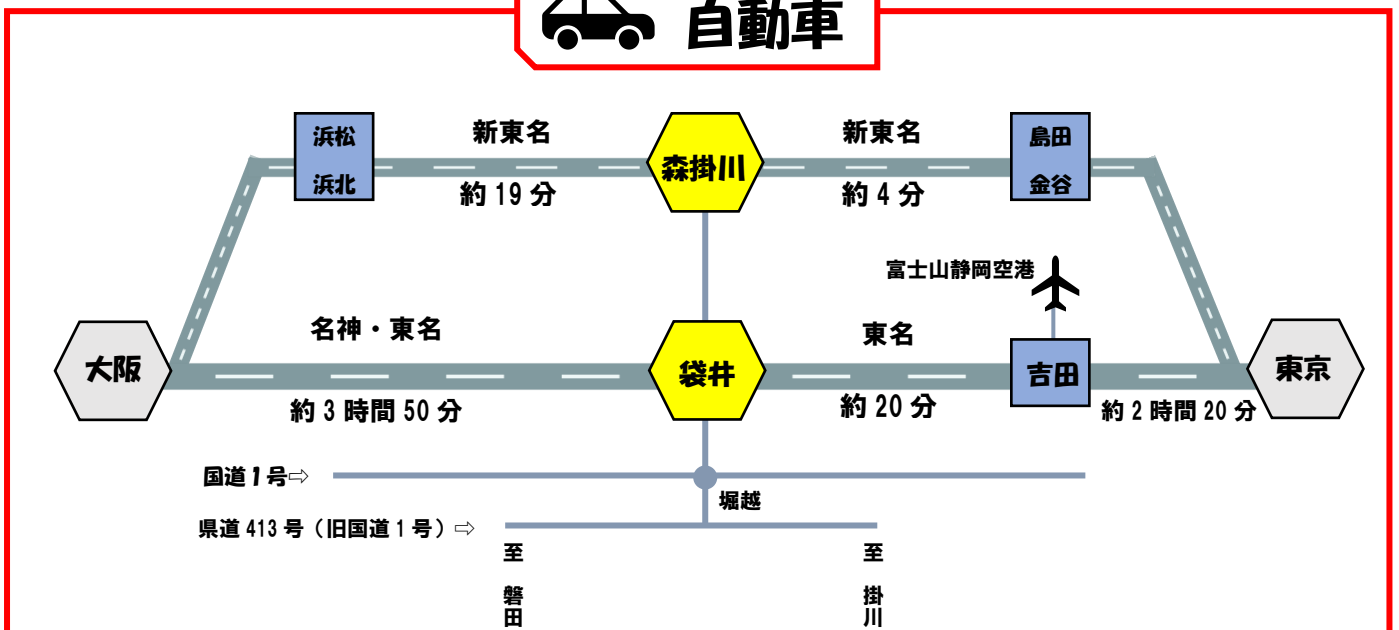 自動車
新東名
新東名
浜松
浜北
森掛川
島田
金谷
約19分
約4分
富士山静岡空港
名神・東名
東名
大阪
袋井
吉田
東京
約3時間50分
約20分
約2時間20分
国道1号⇨
堀越
県道413号（旧国道1号）⇨
至 磐田
至 掛川